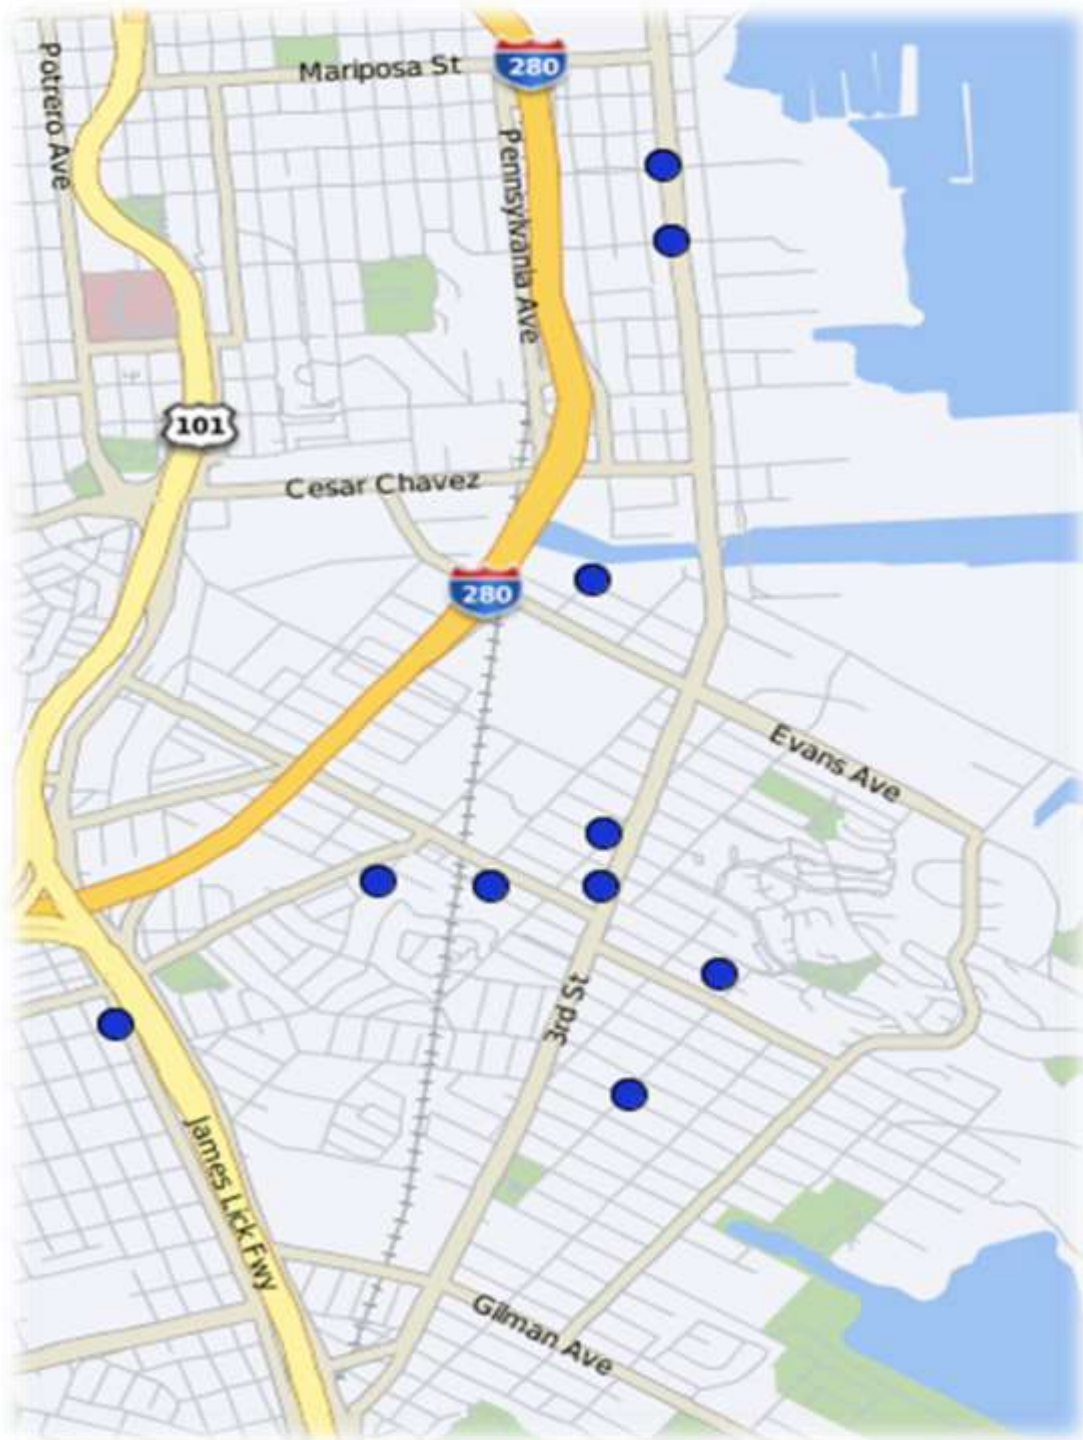 Potrero Ave
Mariposa St
280
Pennsylvania Ave
101
Cesar Chavez
280
Evans Ave
3rd St
James Lick Fwy
Gilman Ave